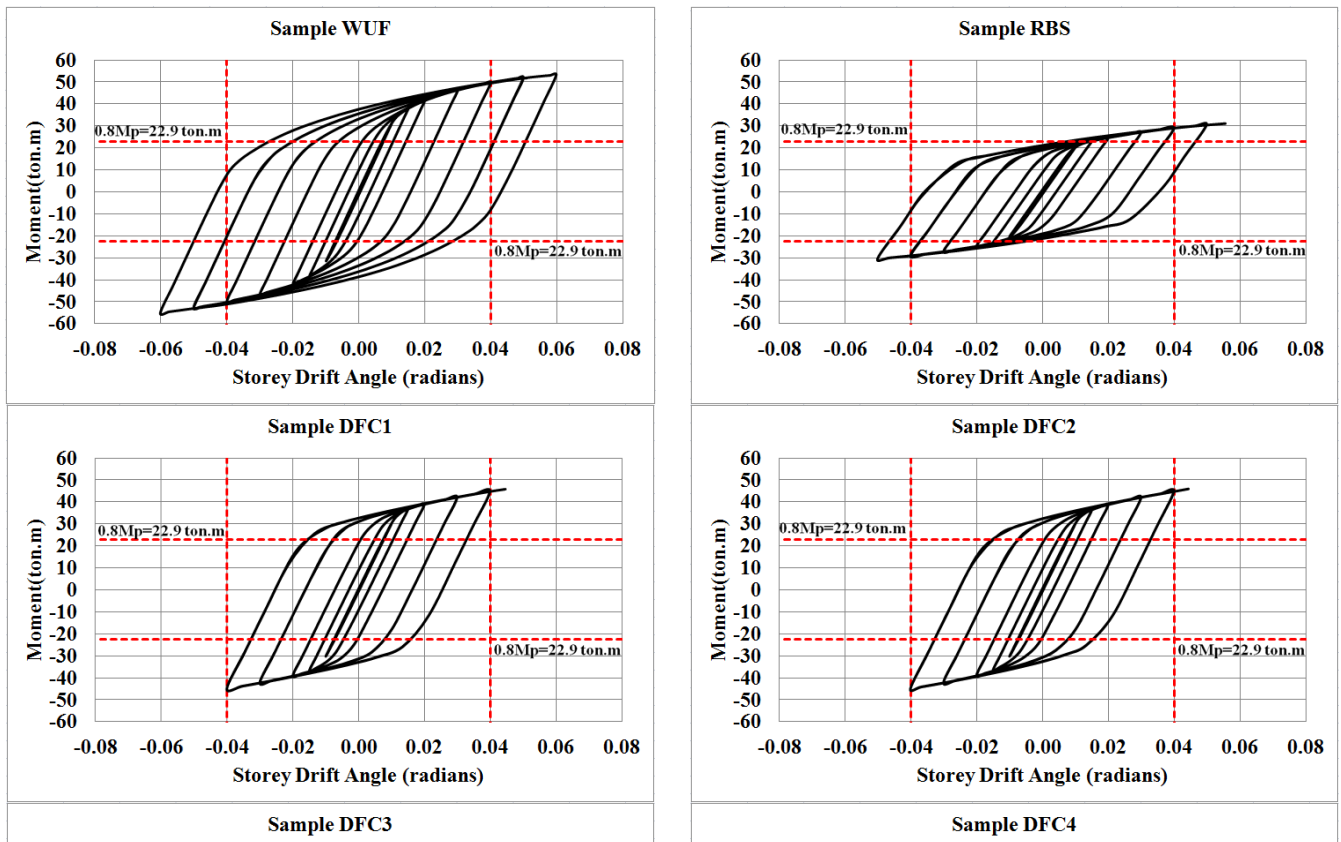 Sample WUF
60
50
40
30
20
10
0
-10
-20
-30
-40
-50
-60
Moment(ton.m)
0.8Mp=22.9 ton.m
0.8Mp=22.9 ton.m
-0.08 -0.06 -0.04 -0.02 0.00 0.02 0.04 0.06 0.08
Storey Drift Angle (radians)
Sample RBS
60
50
40
30
20
10
0
-10
-20
-30
-40
-50
-60
Moment(ton.m)
0.8Mp=22.9 ton.m
0.8Mp=22.9 ton.m
-0.08 -0.06 -0.04 -0.02 0.00 0.02 0.04 0.06 0.08
Storey Drift Angle (radians)
Sample DFC1
60
50
40
30
20
10
0
-10
-20
-30
-40
-50
-60
Moment(ton.m)
0.8Mp=22.9 ton.m
0.8Mp=22.9 ton.m
-0.08 -0.06 -0.04 -0.02 0.00 0.02 0.04 0.06 0.08
Storey Drift Angle (radians)
Sample DFC2
60
50
40
30
20
10
0
-10
-20
-30
-40
-50
-60
Moment(ton.m)
0.8Mp=22.9 ton.m
0.8Mp=22.9 ton.m
-0.08 -0.06 -0.04 -0.02 0.00 0.02 0.04 0.06 0.08
Storey Drift Angle (radians)
Sample DFC3
Sample DFC4